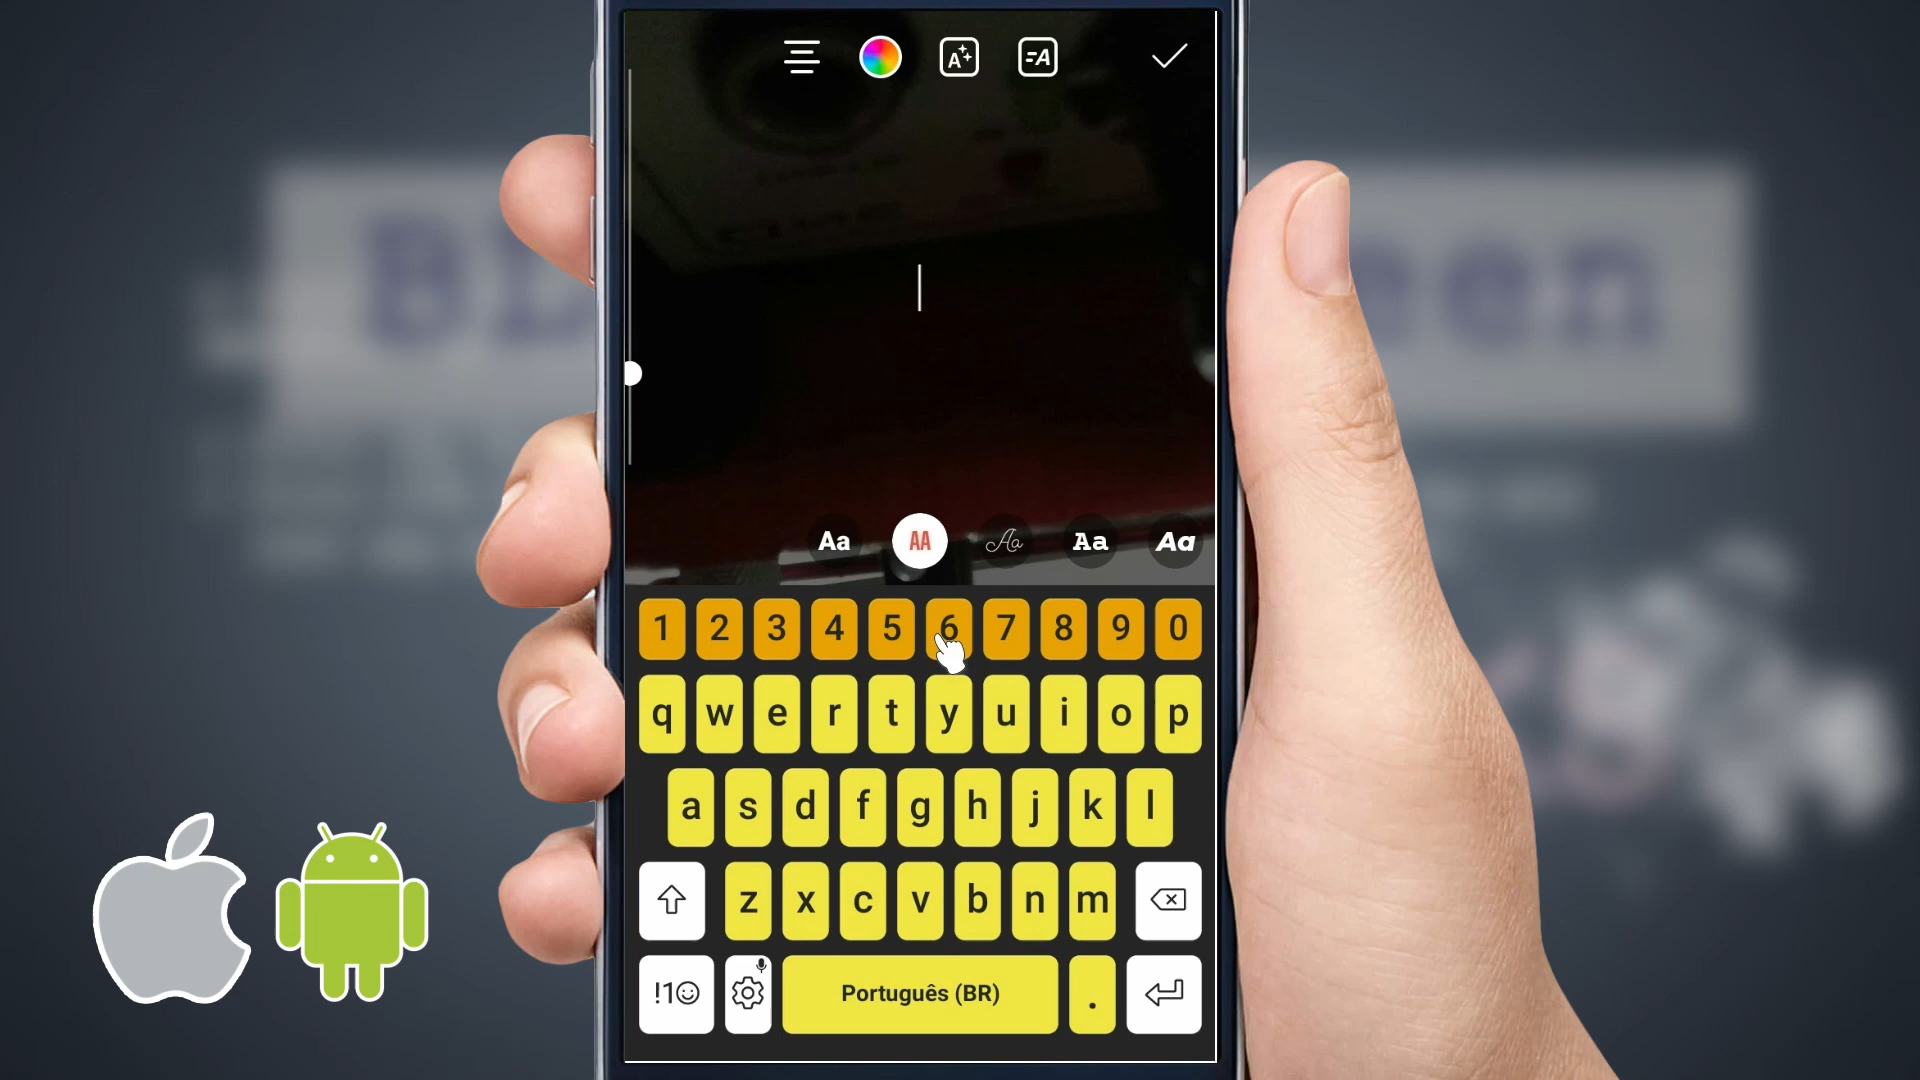 A
=A
Aa AA Aa Aa Aa
1 2 3 4 5 6 7 8 9 0
q w e r t y u i o p
a s d f g h j k l
z x c v b n m
!1☺ Português (BR) .